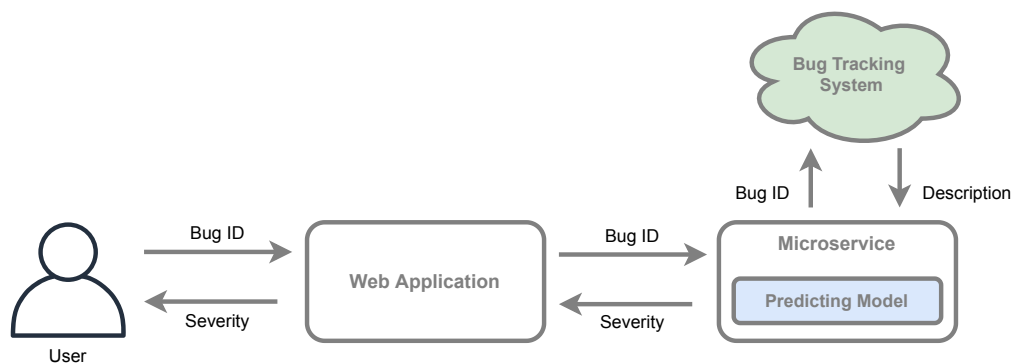 Bug Tracking
System
Bug ID
Description
Bug ID
Bug ID
Microservice
Web Application
Predicting Model
Severity
Severity
User